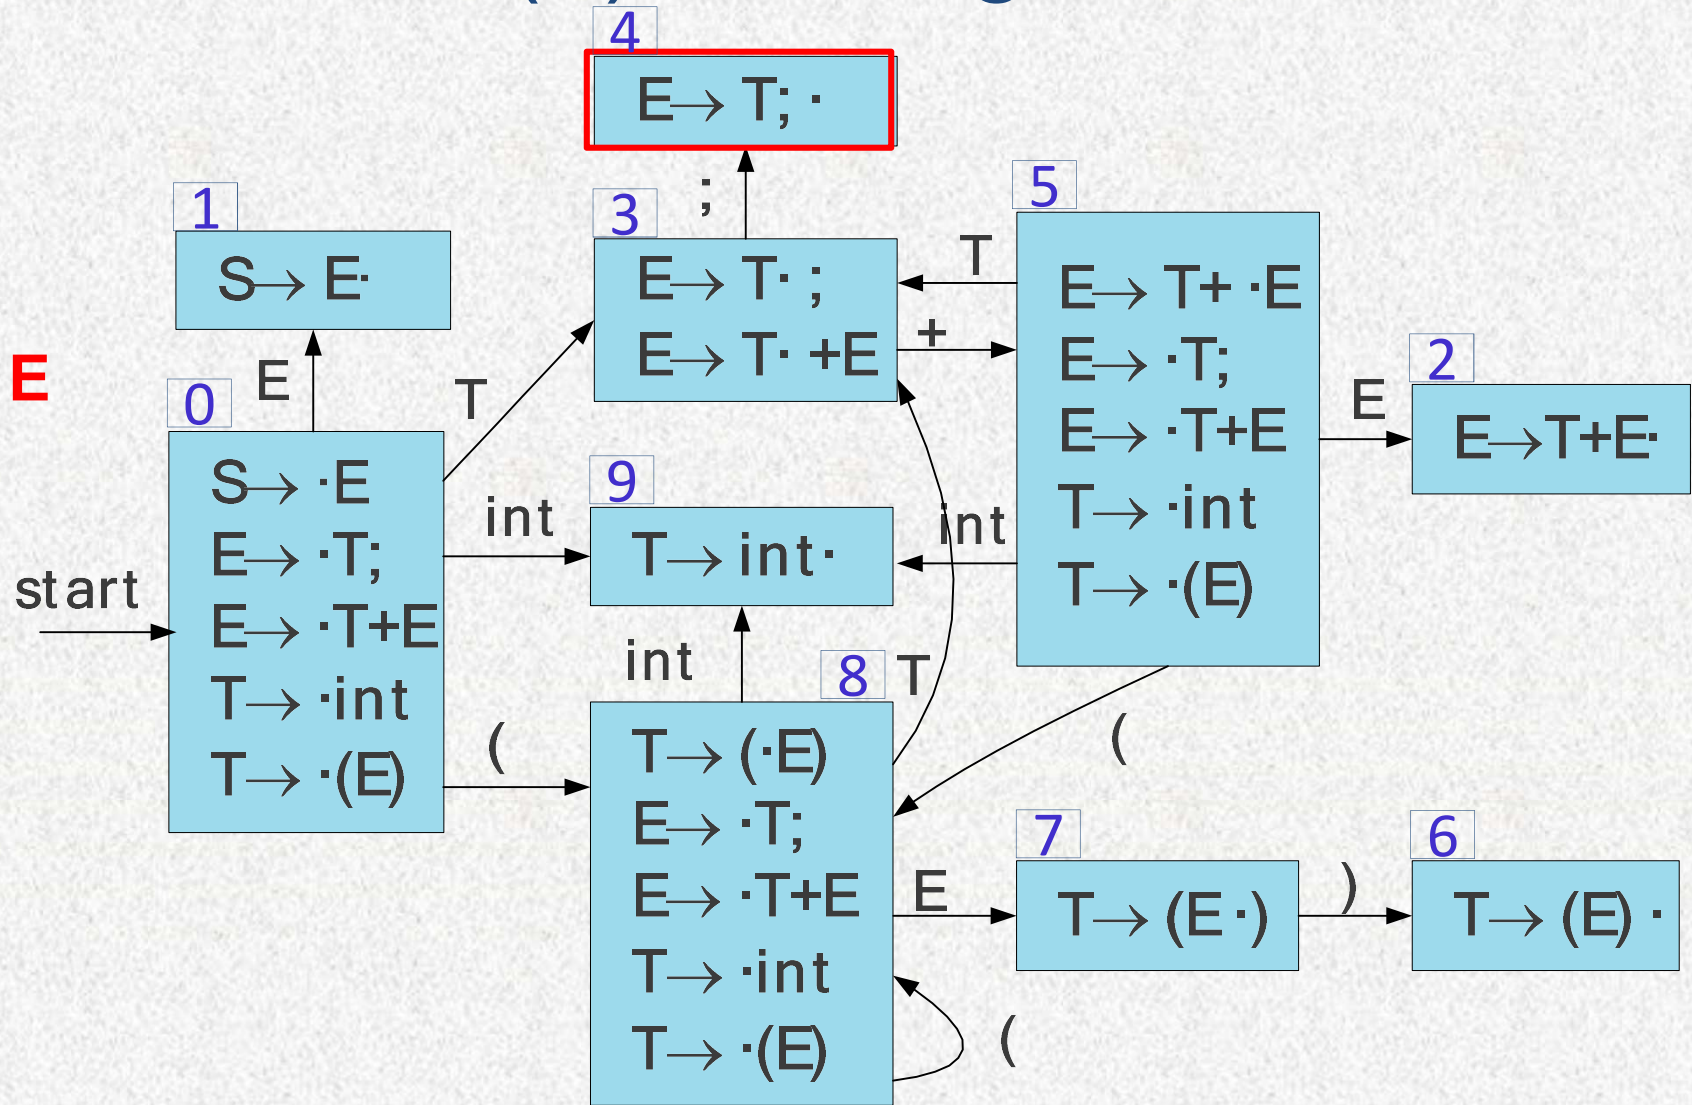 4
E→ T; ·
;
1
S→ E·
E
E
0
S→ ·E
E→ ·T;
E→ ·T+E
T→ ·int
T→ ·(E)
start
T
int
(
3
E→ T· ;
E→ T· +E
T
+
5
E→ T+ ·E
E→ ·T;
E→ ·T+E
T→ ·int
T→ ·(E)
E
2
E→T+E·
9
T→ int·
int
int
8
T
T→ (·E)
E→ ·T;
E→ ·T+E
T→ ·int
T→ ·(E)
(
(
E
7
T→ (E·)
)
6
T→ (E) ·